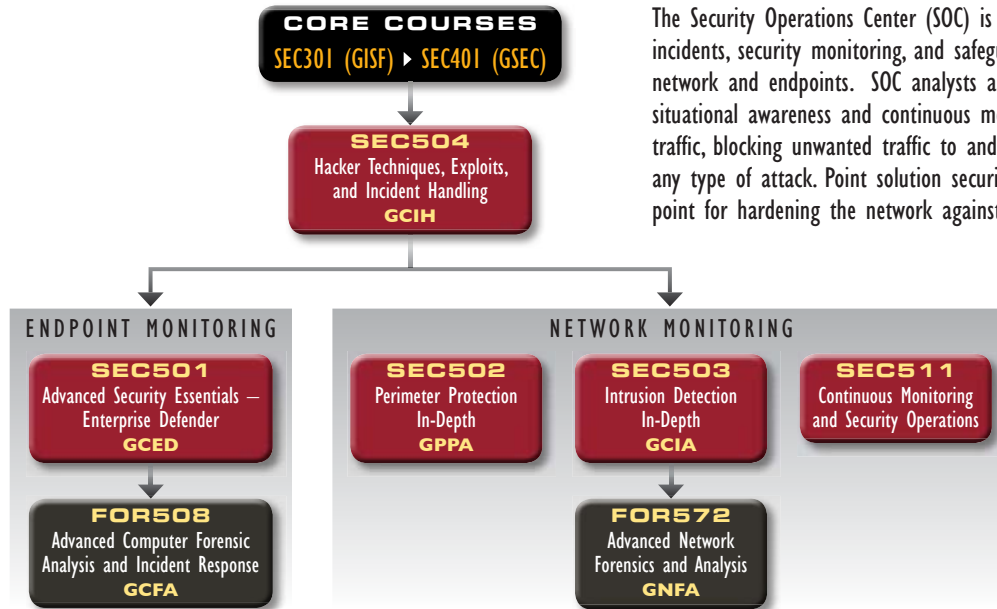 CORE COURSES
SEC301 (GISF) ▸ SEC401 (GSEC)
The Security Operations Center (SOC) is
incidents, security monitoring, and
network and endpoints. SOC analysts
situational awareness and continuous
traffic, blocking unwanted traffic to and
any type of attack. Point solution
point for hardening the network against
SEC504
Hacker Techniques, Exploits,
and Incident Handling
GCIH
ENDPOINT MONITORING
SEC501
Advanced Security Essentials –
Enterprise Defender
GCED
FOR508
Advanced Computer Forensic
Analysis and Incident Response
GCFA
NETWORK MONITORING
SEC502
Perimeter Protection
In-Depth
GPPA
SEC503
Intrusion Detection
In-Depth
GCIA
FOR572
Advanced Network
Forensics and Analysis
GNFA
SEC511
Continuous Monitoring
and Security Operations